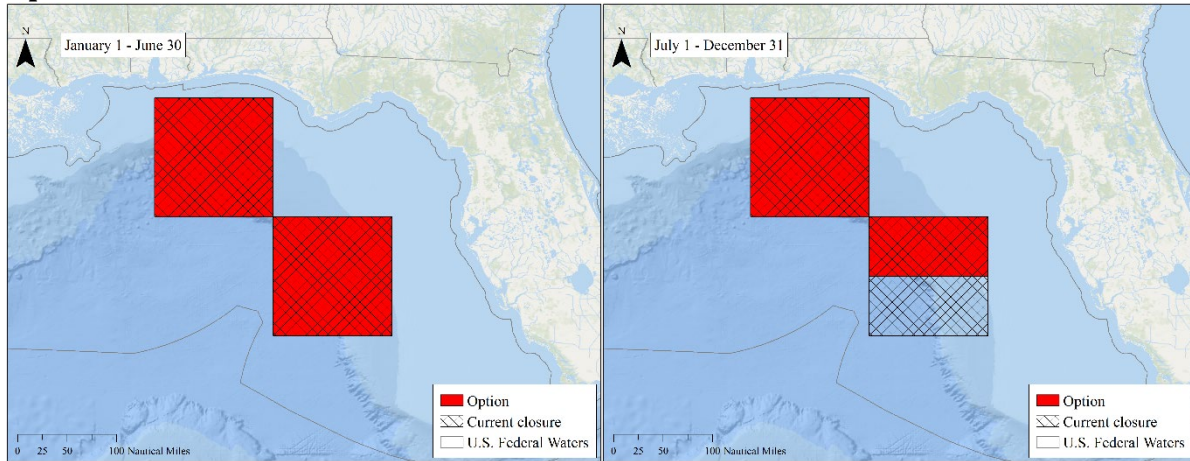 N
January 1 - June 30
Option
Current closure
U.S. Federal Waters
0 25 50 100 Nautical Miles
N
July 1 - December 31
Option
Current closure
U.S. Federal Waters
0 25 50 100 Nautical Miles